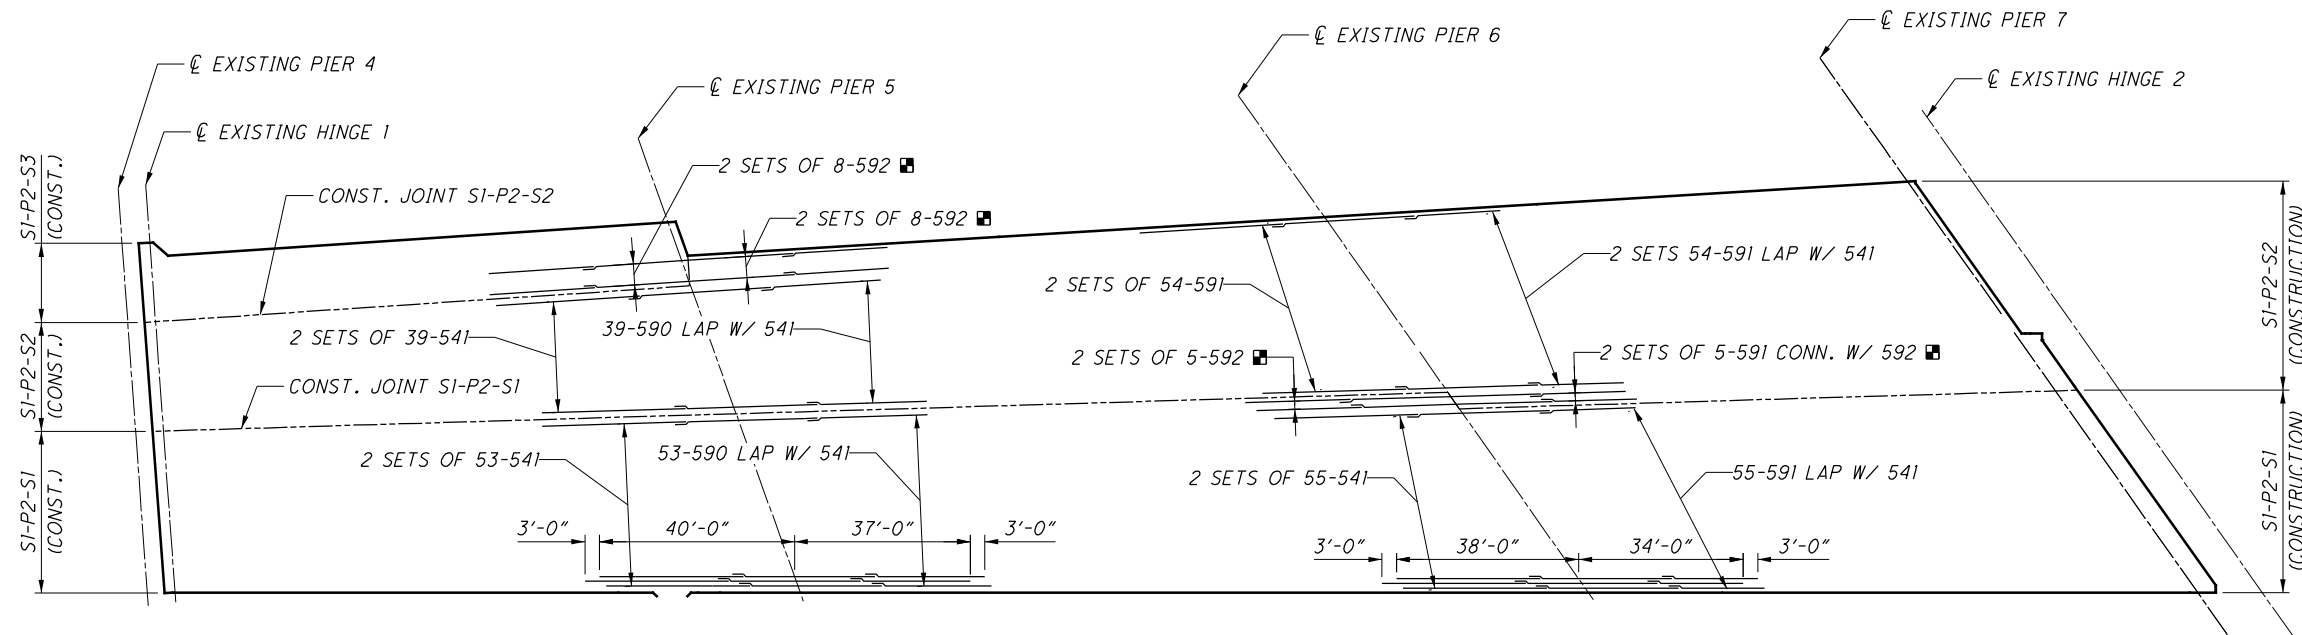 ℄ EXISTING PIER 7
℄ EXISTING PIER 6
℄ EXISTING PIER 4
℄ EXISTING HINGE 2
℄ EXISTING PIER 5
℄ EXISTING HINGE 1
2 SETS OF 8-592
CONST. JOINT S1-P2-S2
2 SETS OF 8-592
S1-P2-S3
(CONST.)
2 SETS 54-591 LAP W/ 541
2 SETS OF 54-591
S1-P2-S2
(CONSTRUCTION)
39-590 LAP W/ 541
2 SETS OF 39-541
2 SETS OF 5-592
2 SETS OF 5-591 CONN. W/ 592
S1-P2-S2
(CONST.)
CONST. JOINT S1-P2-S1
53-590 LAP W/ 541
2 SETS OF 53-541
55-591 LAP W/ 541
2 SETS OF 55-541
S1-P2-S1
(CONST.)
S1-P2-S1
(CONSTRUCTION)
3'-0" 40'-0" 37'-0" 3'-0"
3'-0" 38'-0" 34'-0" 3'-0"